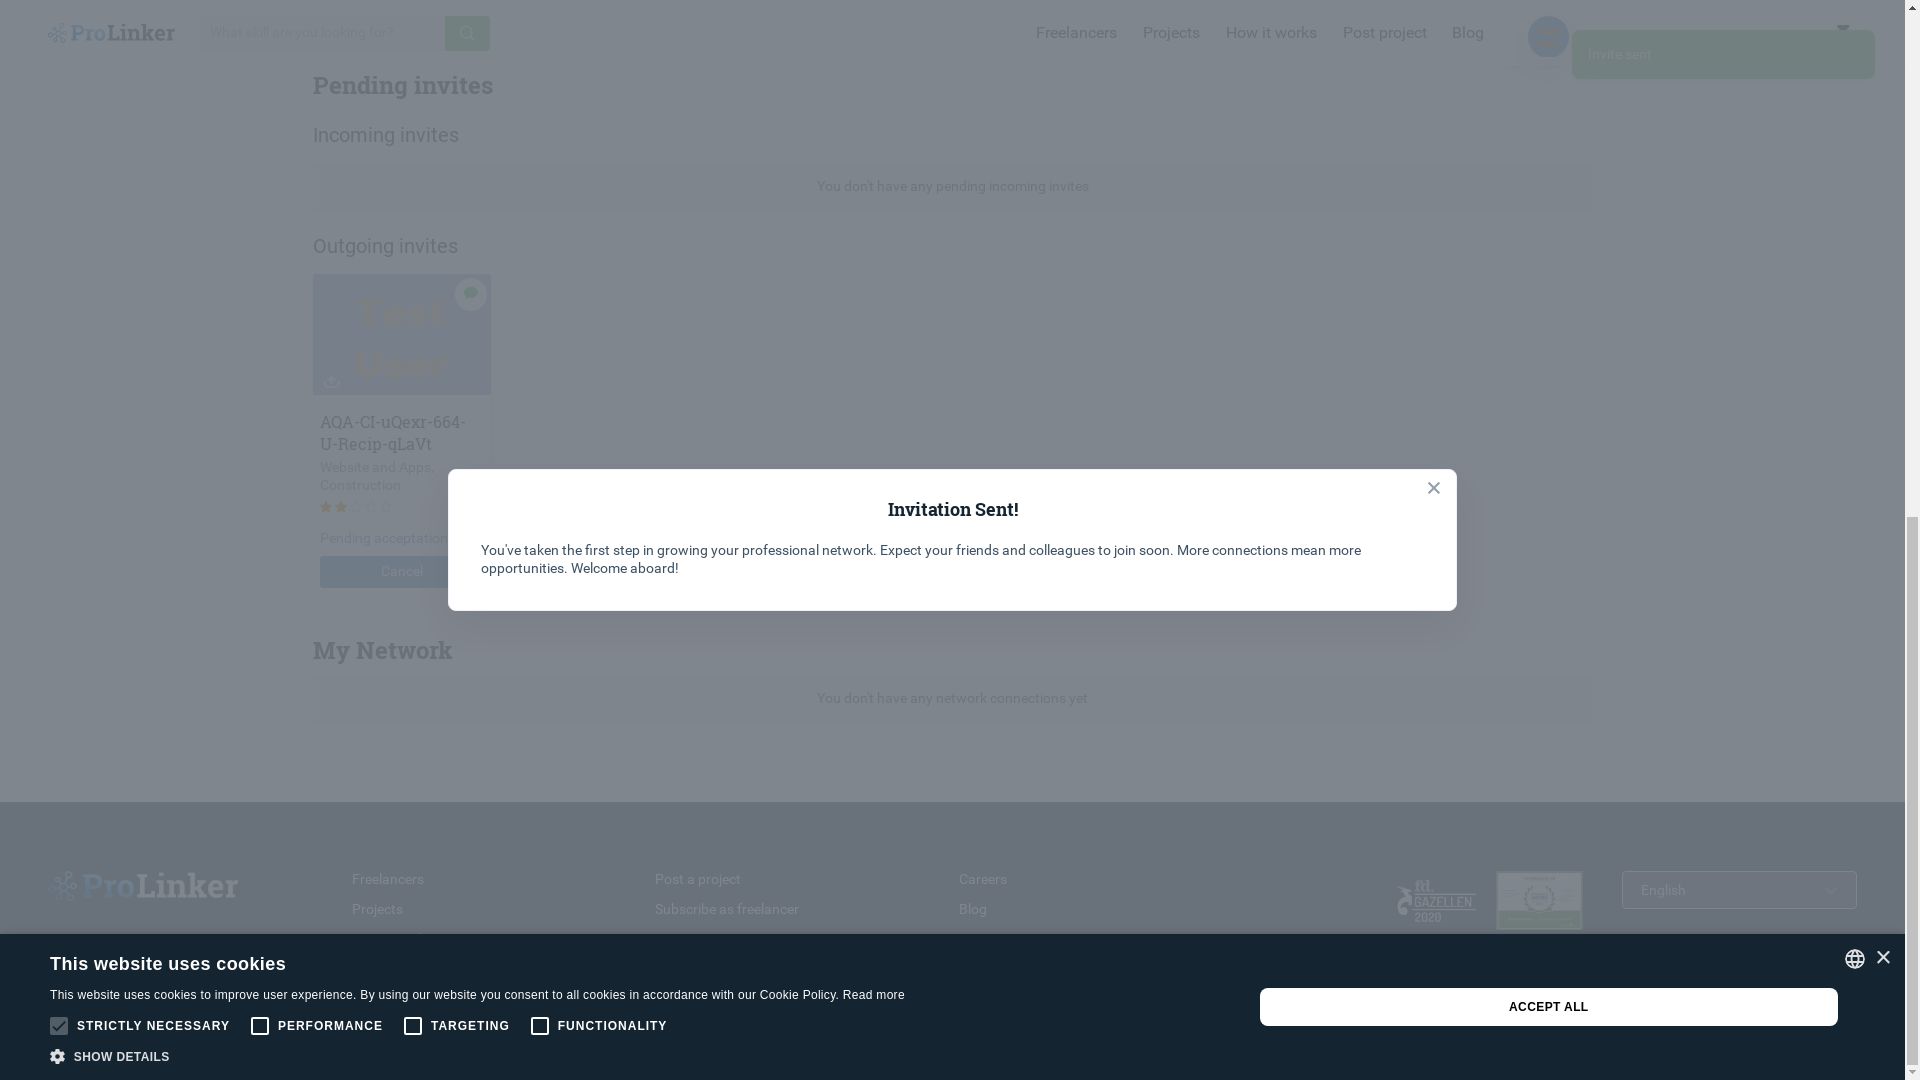 ProLinker
What skill are you looking for?
Freelancers
Projects
How it works
Post project
Blog
Invite sent
Pending invites
Incoming invites
You don't have any pending incoming invites
Outgoing invites
Test
User
AQA-CI-uQexr-664-
U-Recip-qLaVt
Website and Apps,
Construction
Pending acceptation
Cancel
Invitation Sent!
You've taken the first step in growing your professional network. Expect your friends and colleagues to join soon. More connections mean more
opportunities. Welcome aboard!
My Network
You don't have any network connections yet
ProLinker
Freelancers
Post a project
Careers
Projects
Subscribe as freelancer
Blog
fd.
GAZELLEN
2020
English
This website uses cookies
This website uses cookies to improve user experience. By using our website you consent to all cookies in accordance with our Cookie Policy. Read more
STRICTLY NECESSARY
PERFORMANCE
TARGETING
FUNCTIONALITY
SHOW DETAILS
ACCEPT ALL